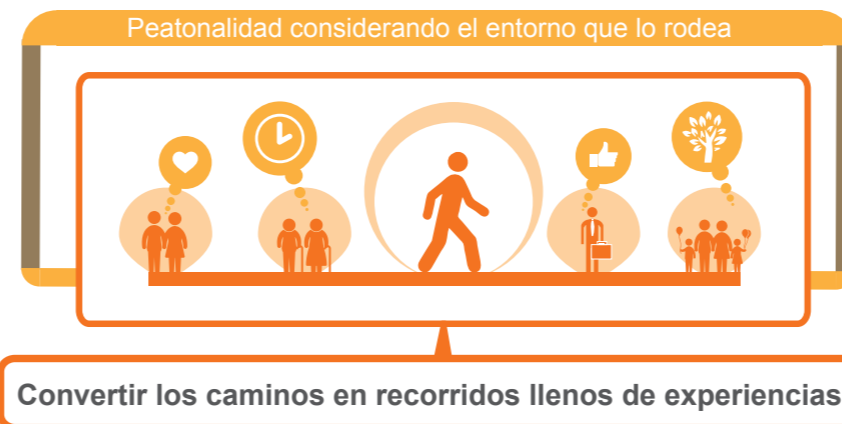 Peatonalidad considerando el entorno que lo rodea
Convertir los caminos en recorridos llenos de experiencias